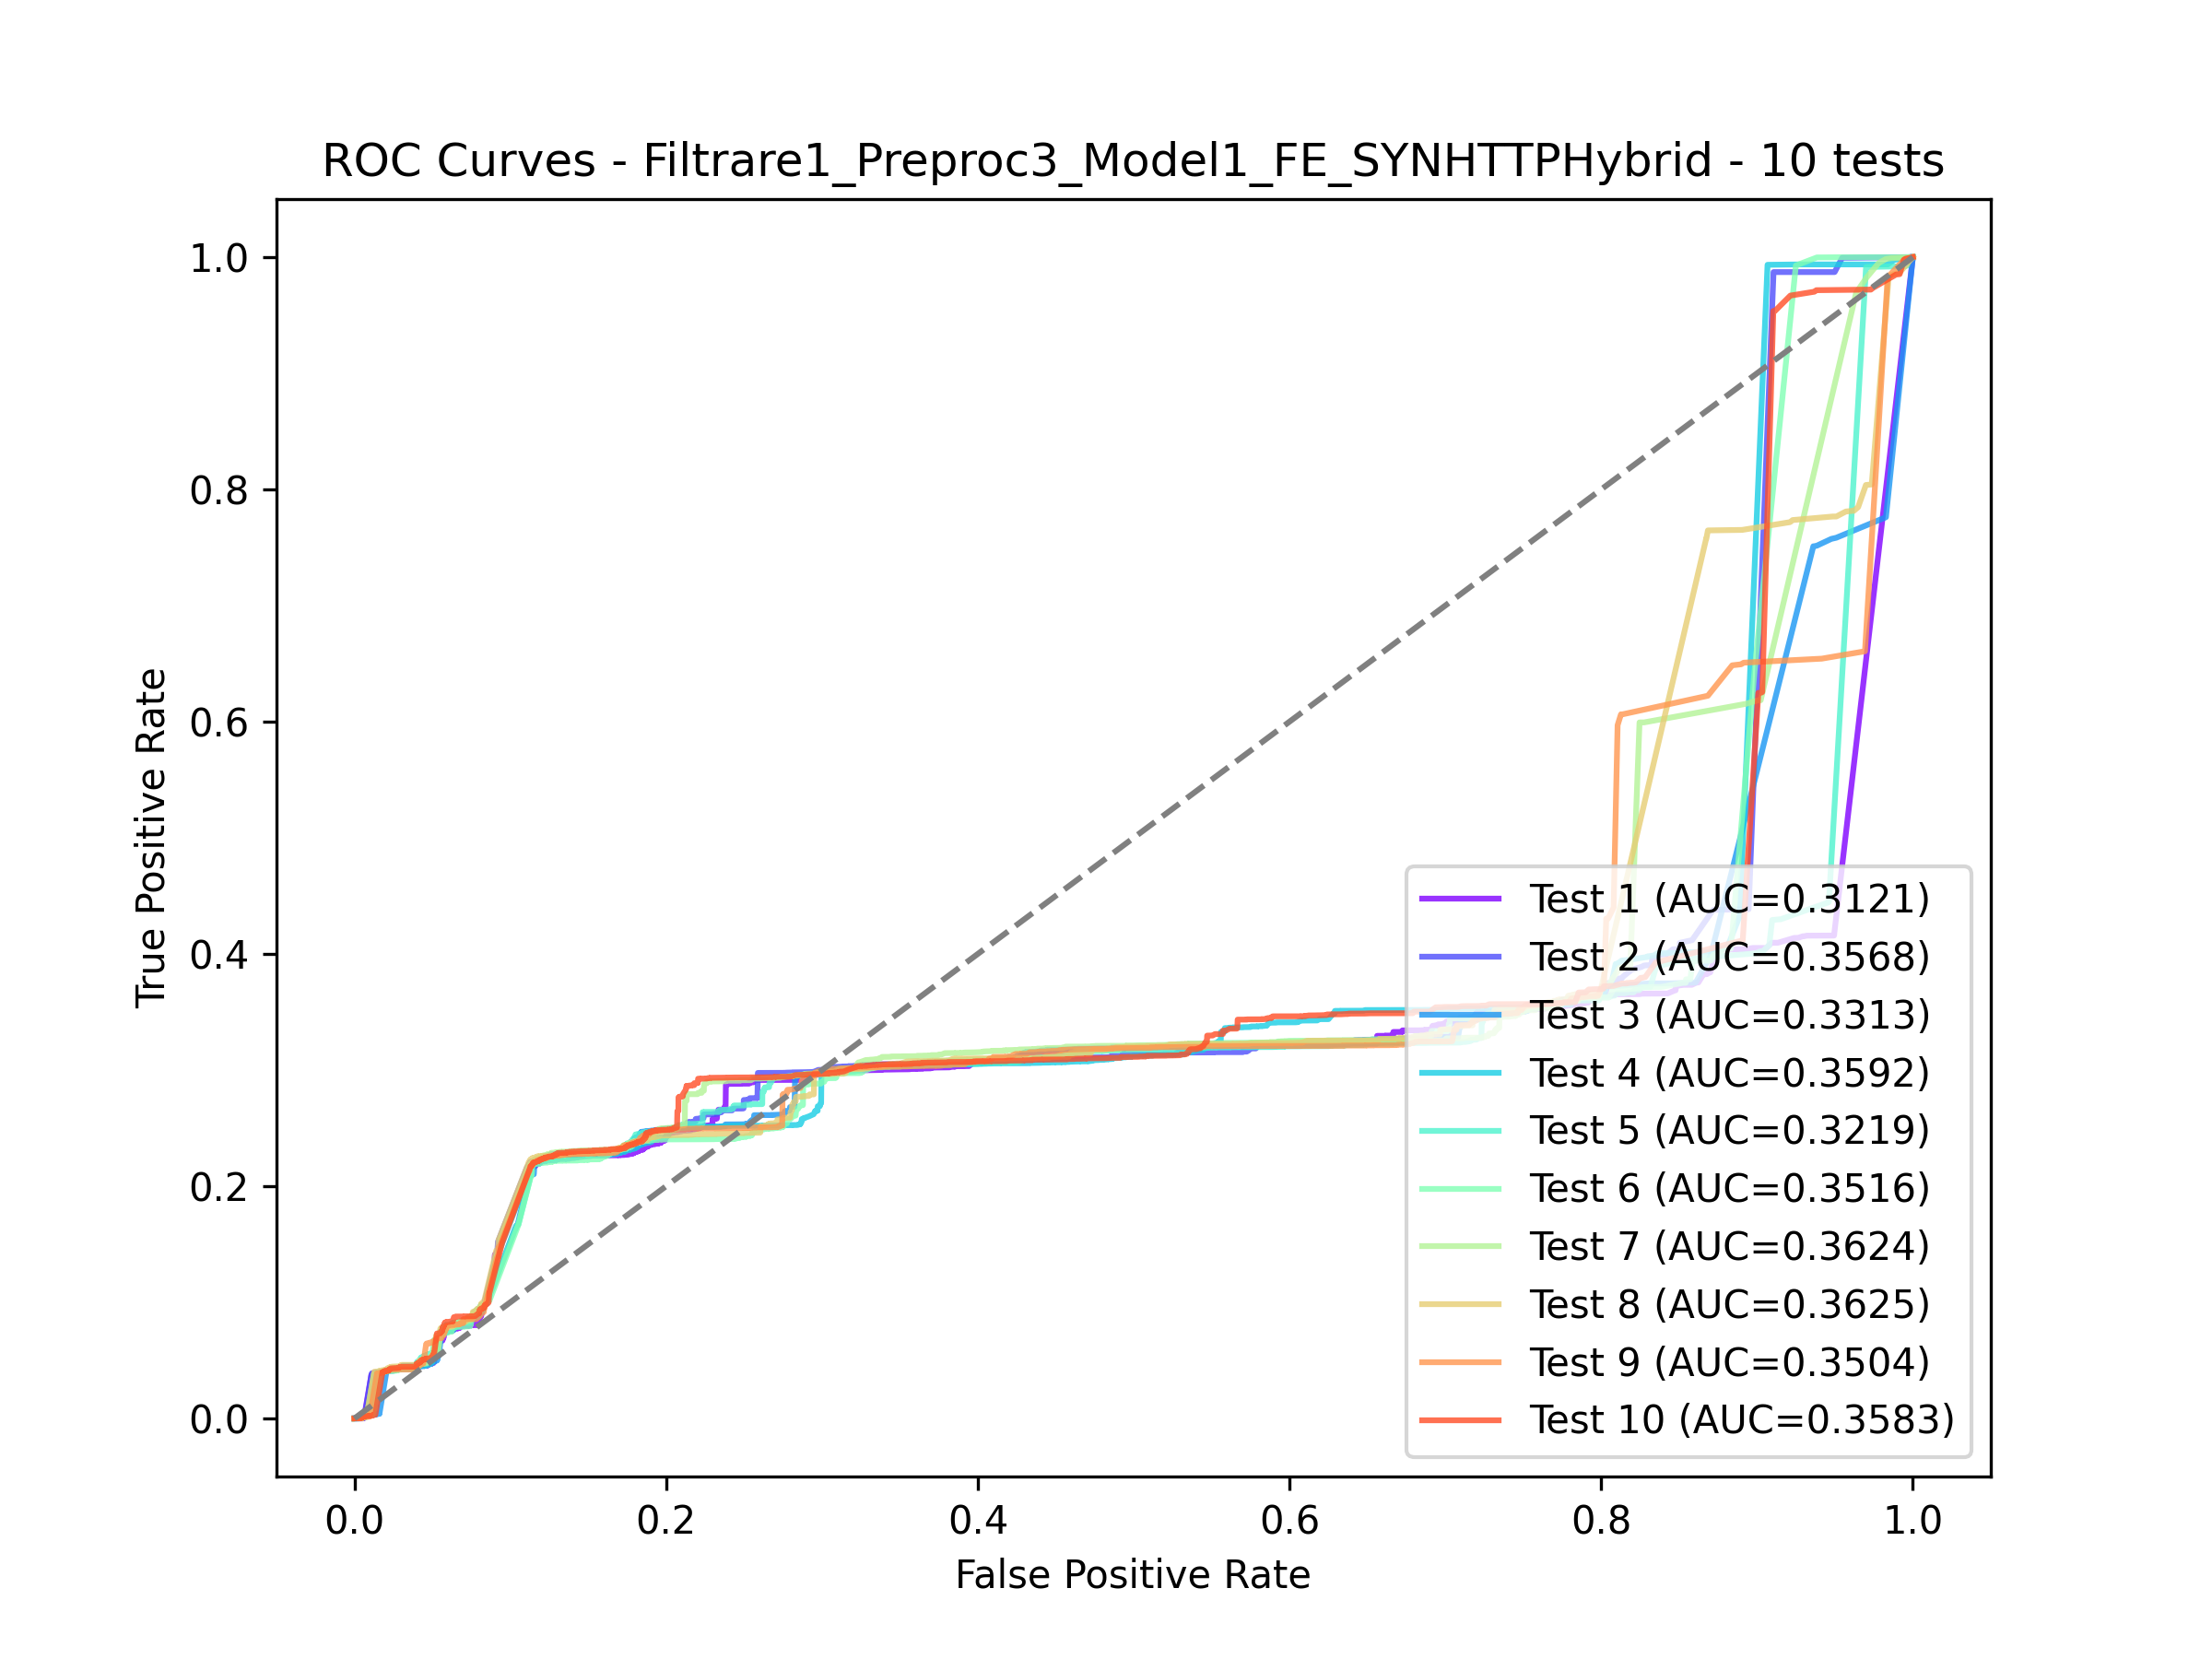 ROC Curves - Filtrare1_Preproc3_Model1_FE_SYNHTTPHybrid - 10 tests
True Positive Rate
1.0
0.8
0.6
0.4
0.2
0.0
Test 1 (AUC=0.3121)
Test 2 (AUC=0.3568)
Test 3 (AUC=0.3313)
Test 4 (AUC=0.3592)
Test 5 (AUC=0.3219)
Test 6 (AUC=0.3516)
Test 7 (AUC=0.3624)
Test 8 (AUC=0.3625)
Test 9 (AUC=0.3504)
Test 10 (AUC=0.3583)
0.0 0.2 0.4 0.6 0.8 1.0
False Positive Rate